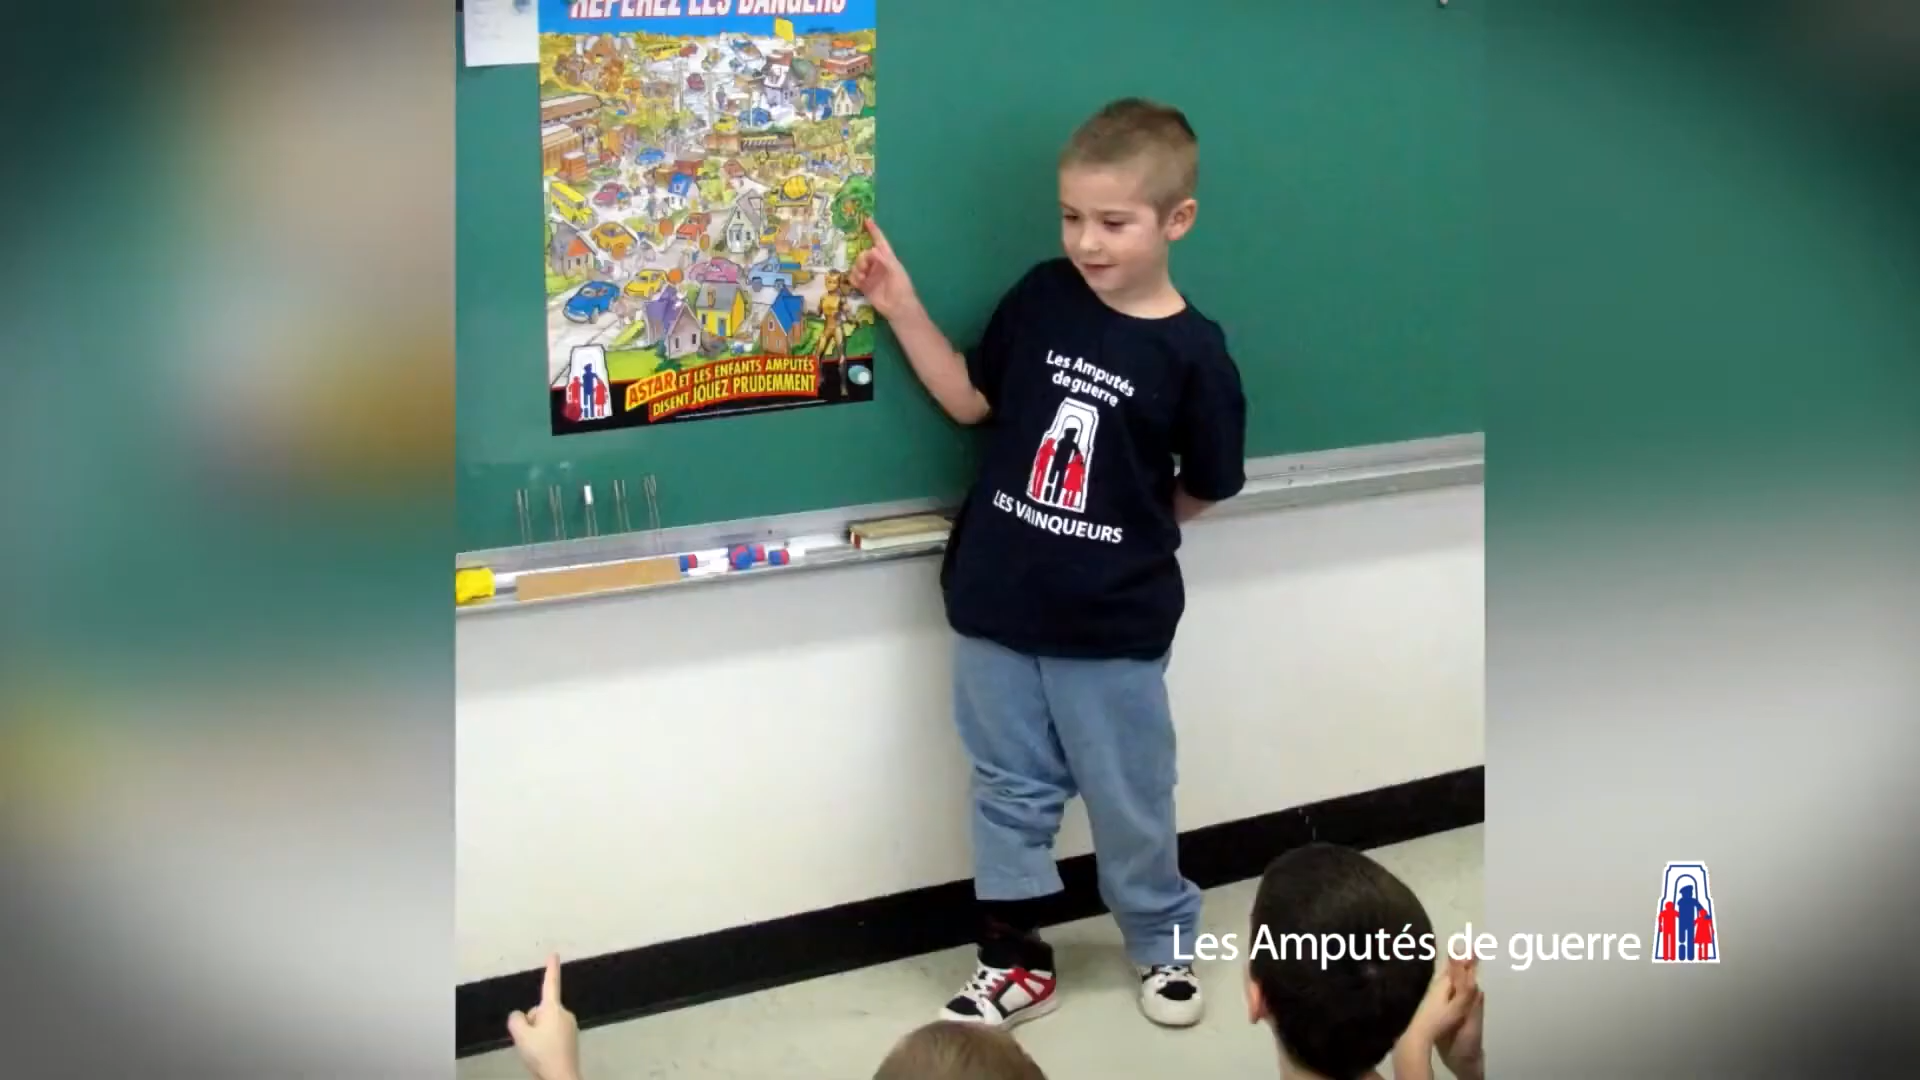 REPÉREZ LES DANGERS
ASTAR ET LES ENFANTS AMPUTÉS
DISENT JOUEZ PRUDEMMENT
Les Amputés
de guerre
LES VAINQUEURS
Les Amputés de guerre